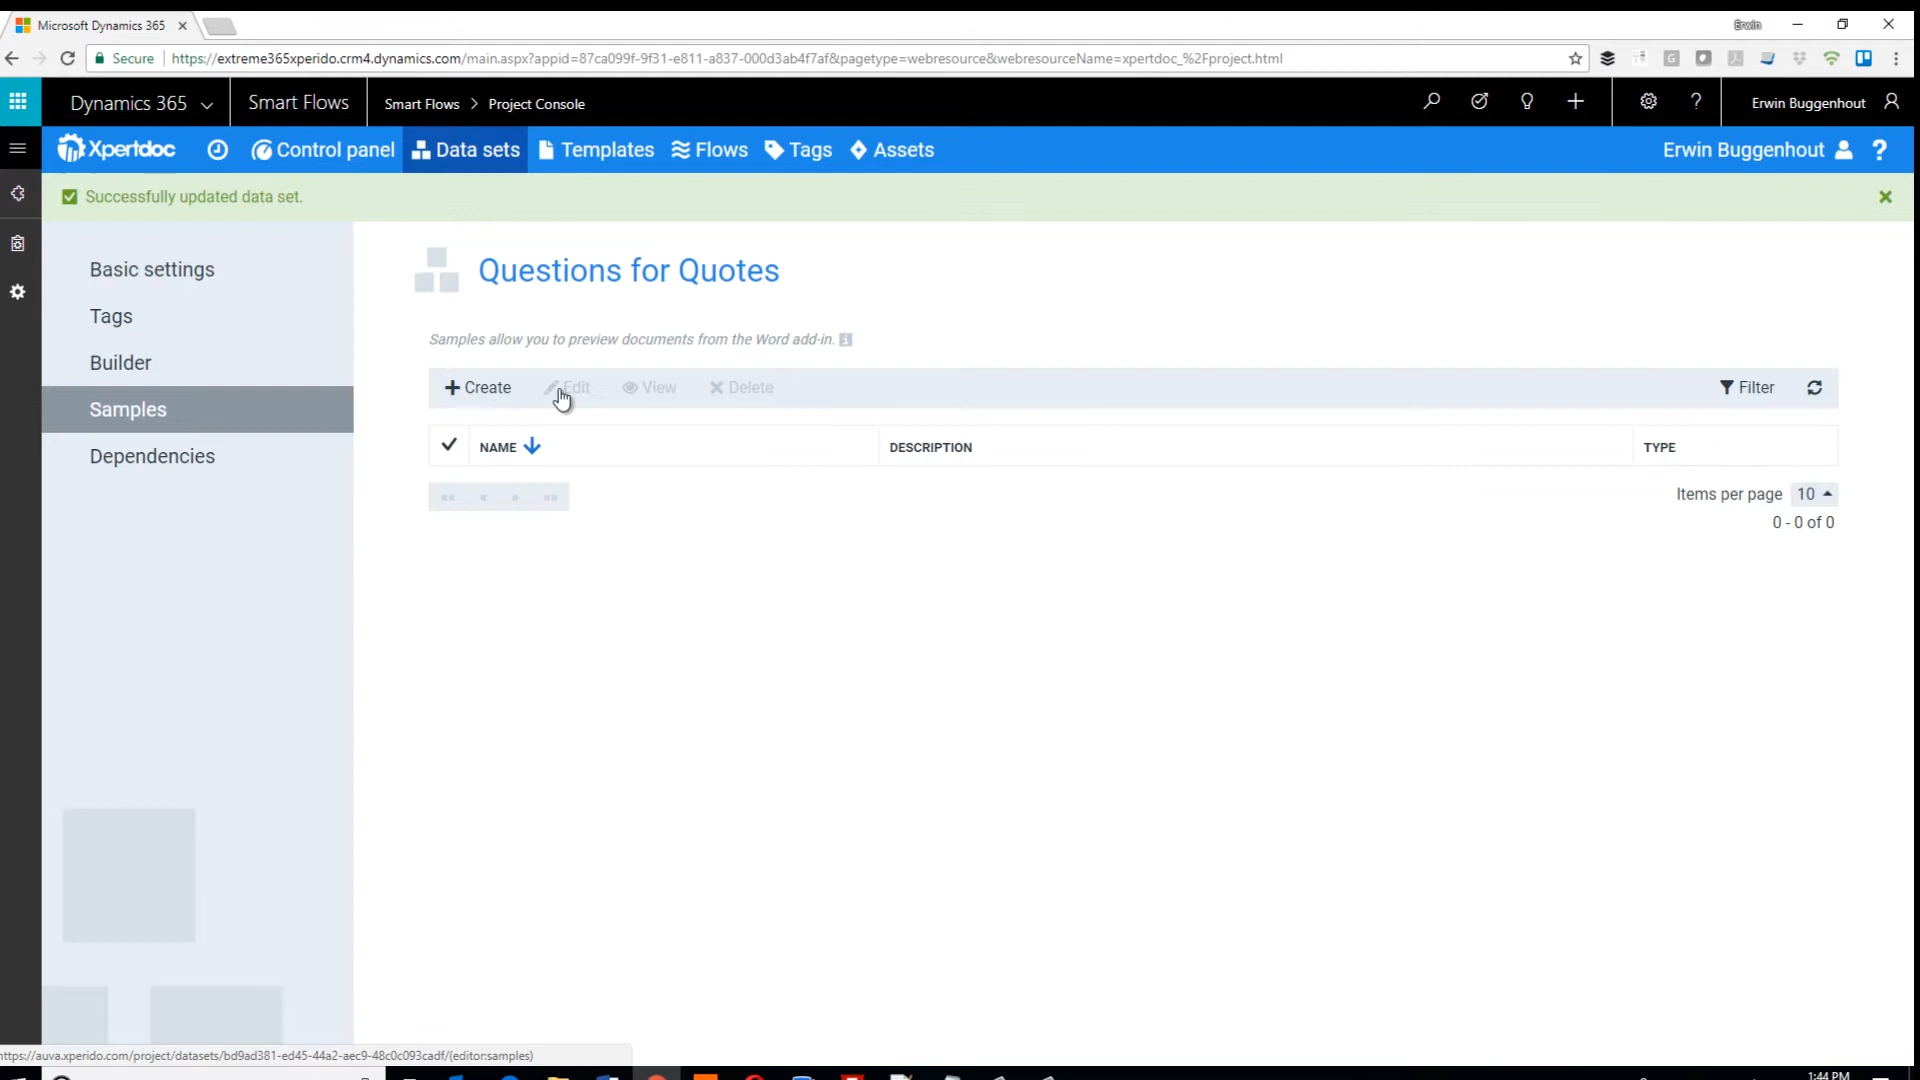 Microsoft Dynamics 365
Erwin
Secure https://extreme365xperido.crm4.dynamics.com/main.aspx?appid=87ca099f-9f31-e811-a837-000d3ab4f7af&pagetype=webresource&webresourceName=xpertdoc_%2Fproject.html
Dynamics 365 Smart Flows Smart Flows > Project Console ? Erwin Buggenhout
Xpertdoc Control panel Data sets Templates Flows Tags Assets Erwin Buggenhout ?
Successfully updated data set.
Basic settings
Tags
Builder
Samples
Dependencies
Questions for Quotes
Samples allow you to preview documents from the Word add-in.
Create Edit View Delete Filter
NAME DESCRIPTION TYPE
«« « » »» Items per page 10
0 - 0 of 0
https://auva.xperido.com/project/datasets/bd9ad381-ed45-44a2-aec9-48c0c093cadf/(editor:samples)
1:44 PM